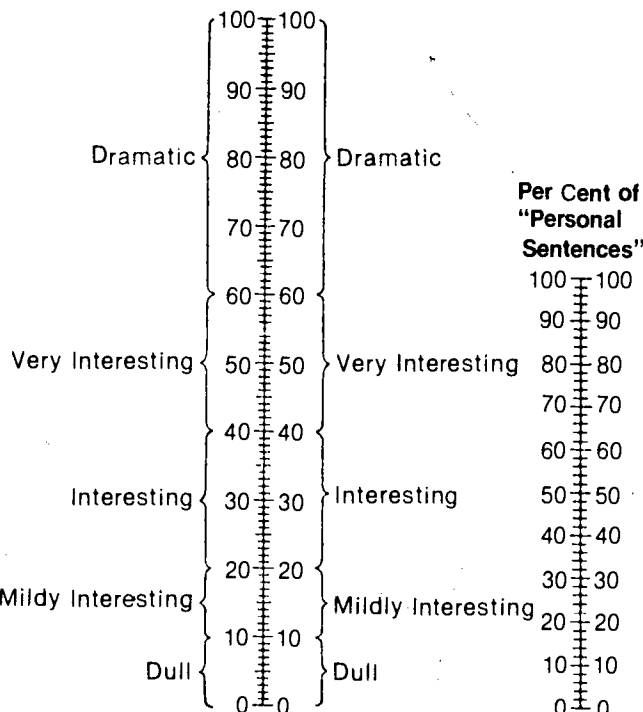 100 100
90 90
Dramatic 80 80 Dramatic
70 70
60 60
Very Interesting 50 50 Very Interesting
40 40
Interesting 30 30 Interesting
20 20
Mildy Interesting Mildly Interesting
10 10
Dull Dull
0 0
Per Cent of
"Personal
Sentences"
100 100
90 90
80 80
70 70
60 60
50 50
40 40
30 30
20 20
10 10
0 0